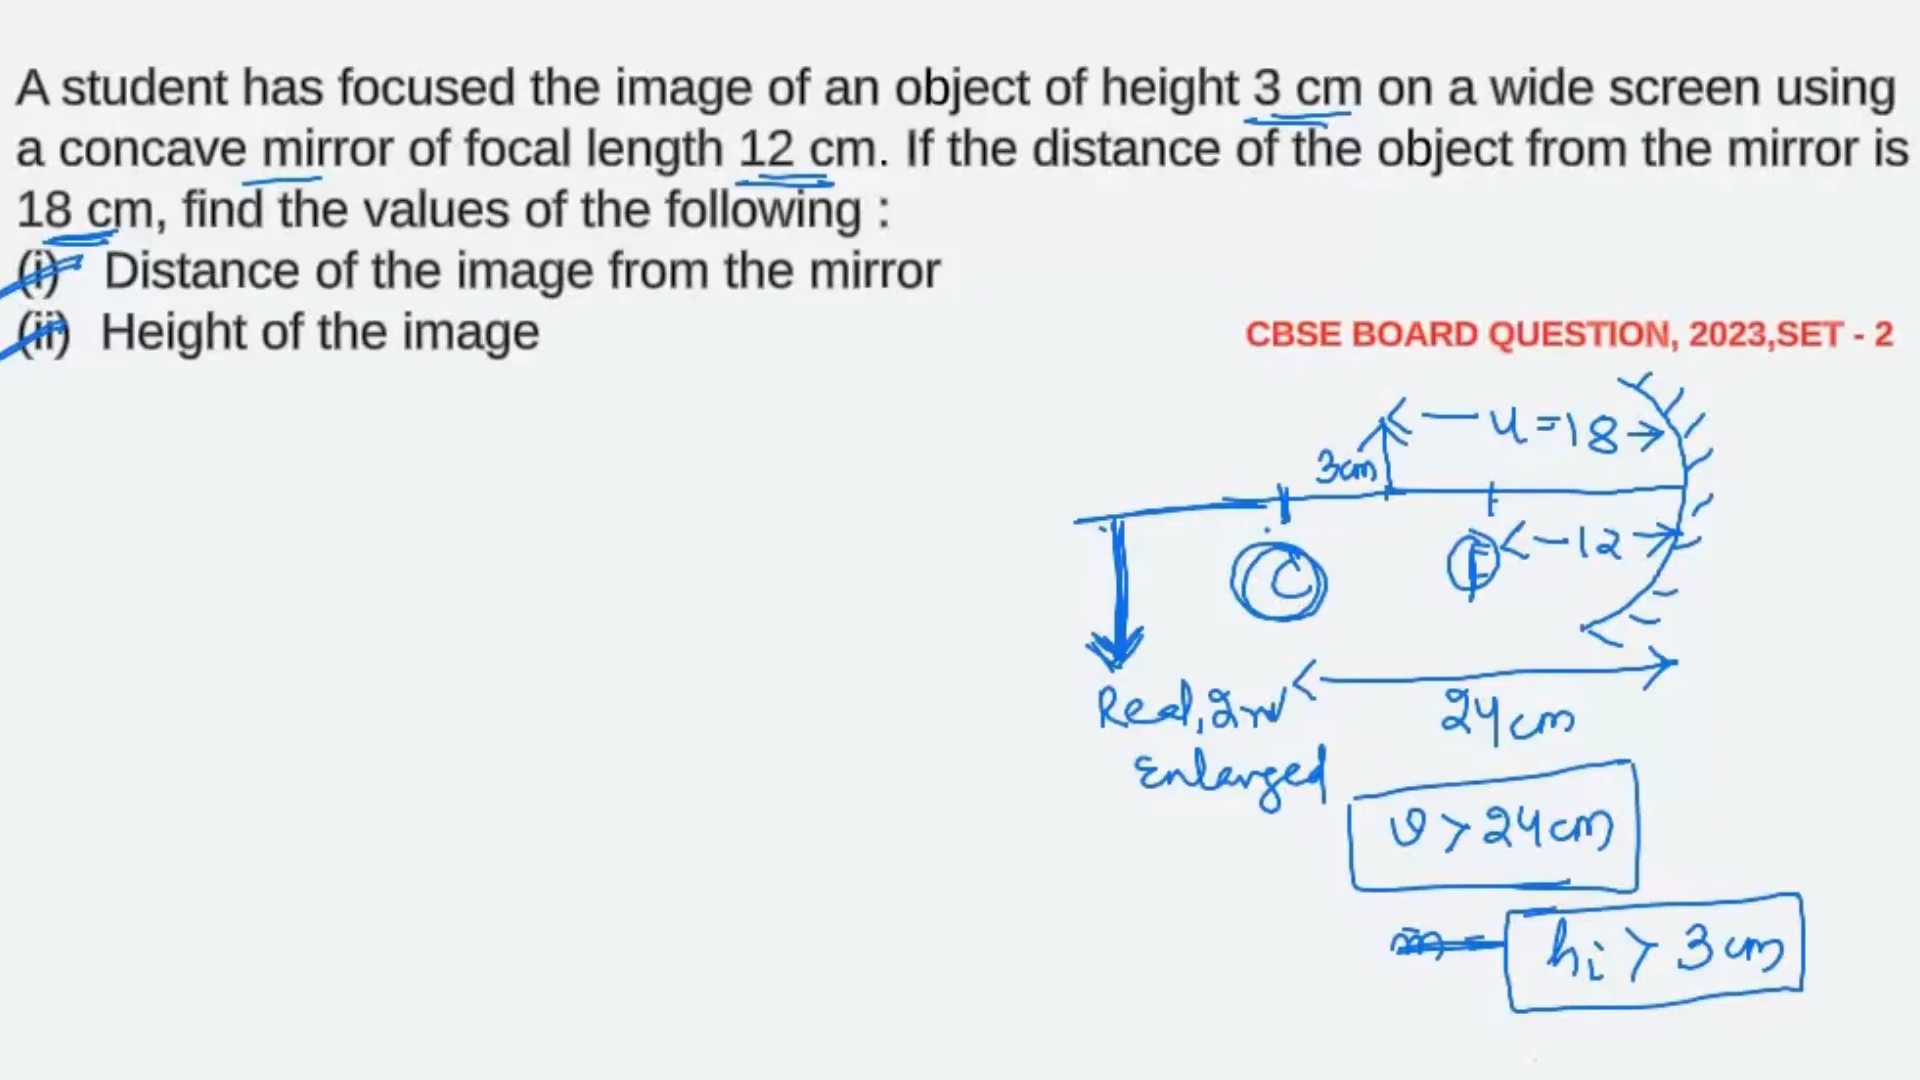 A student has focused the image of an object of height 3 cm on a wide screen using
a concave mirror of focal length 12 cm. If the distance of the object from the mirror is
18 cm, find the values of the following :
(i) Distance of the image from the mirror
(ii) Height of the image
CBSE BOARD QUESTION, 2023,SET - 2
u = 18
3cm
12
C
F
Real, Inv
24cm
Enlarged
v > 24cm
m =
hi > 3cm